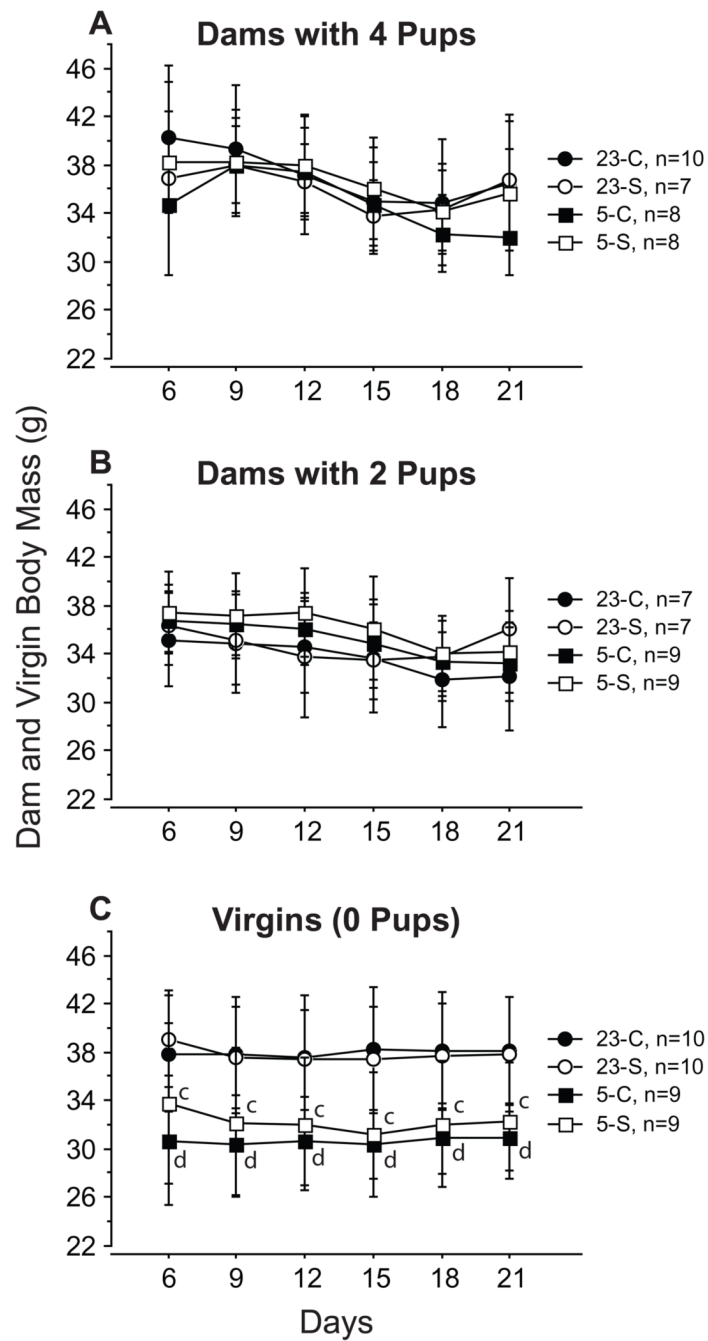 Dam and Virgin Body Mass (g)
A
Dams with 4 Pups
46
42
38
34
30
26
22
6 9 12 15 18 21
23-C, n=10
23-S, n=7
5-C, n=8
5-S, n=8
B
Dams with 2 Pups
46
42
38
34
30
26
22
6 9 12 15 18 21
23-C, n=7
23-S, n=7
5-C, n=9
5-S, n=9
C
Virgins (0 Pups)
46
42
38
34
30
26
22
c c c c c c
d d d d d d
6 9 12 15 18 21
23-C, n=10
23-S, n=10
5-C, n=9
5-S, n=9
Days